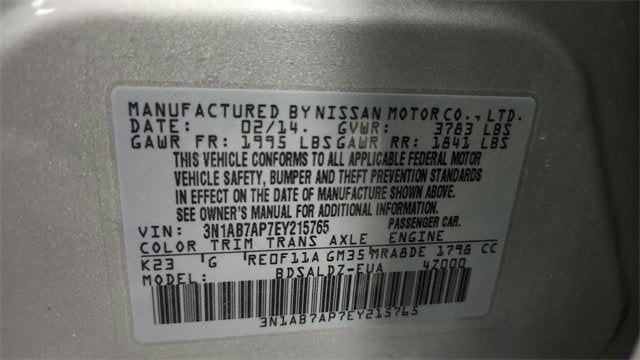 MANUFACTURED BY NISSAN MOTOR CO., LTD.
DATE: 02/14. GVWR: 3783 LBS
GAWR FR: 1995 LBS GAWR RR: 1841 LBS
THIS VEHICLE CONFORMS TO ALL APPLICABLE FEDERAL MOTOR
VEHICLE SAFETY, BUMPER AND THEFT PREVENTION STANDARDS
IN EFFECT ON THE DATE OF MANUFACTURE SHOWN ABOVE.
SEE OWNER'S MANUAL FOR ADDITIONAL INFORMATION.
VIN: 3N1AB7AP7EY215765 PASSENGER CAR.
COLOR TRIM TRANS AXLE ENGINE
K23 G RE0F11A GM35 MRA8DE 1798 CC
MODEL: BDSALDZ-EUA 4Z000
3N1AB7AP7EY215765